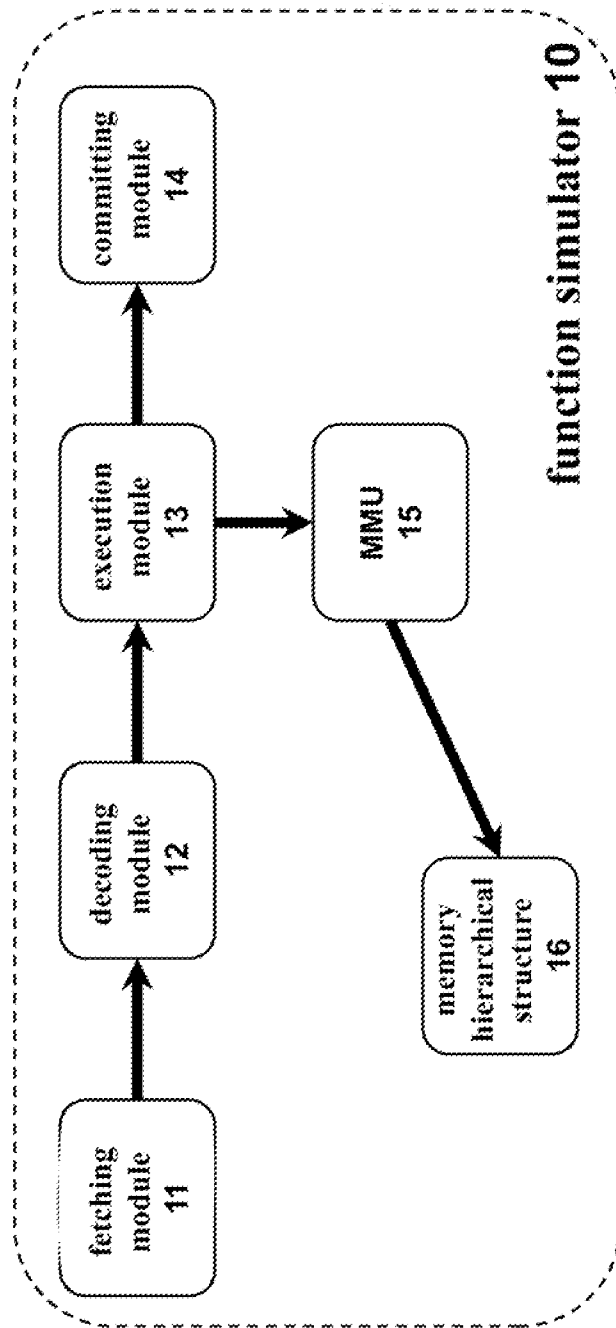 fetching
module
11
decoding
module
12
execution
module
13
committing
module
14
MMU
15
memory
hierarchical
structure
16
function simulator 10